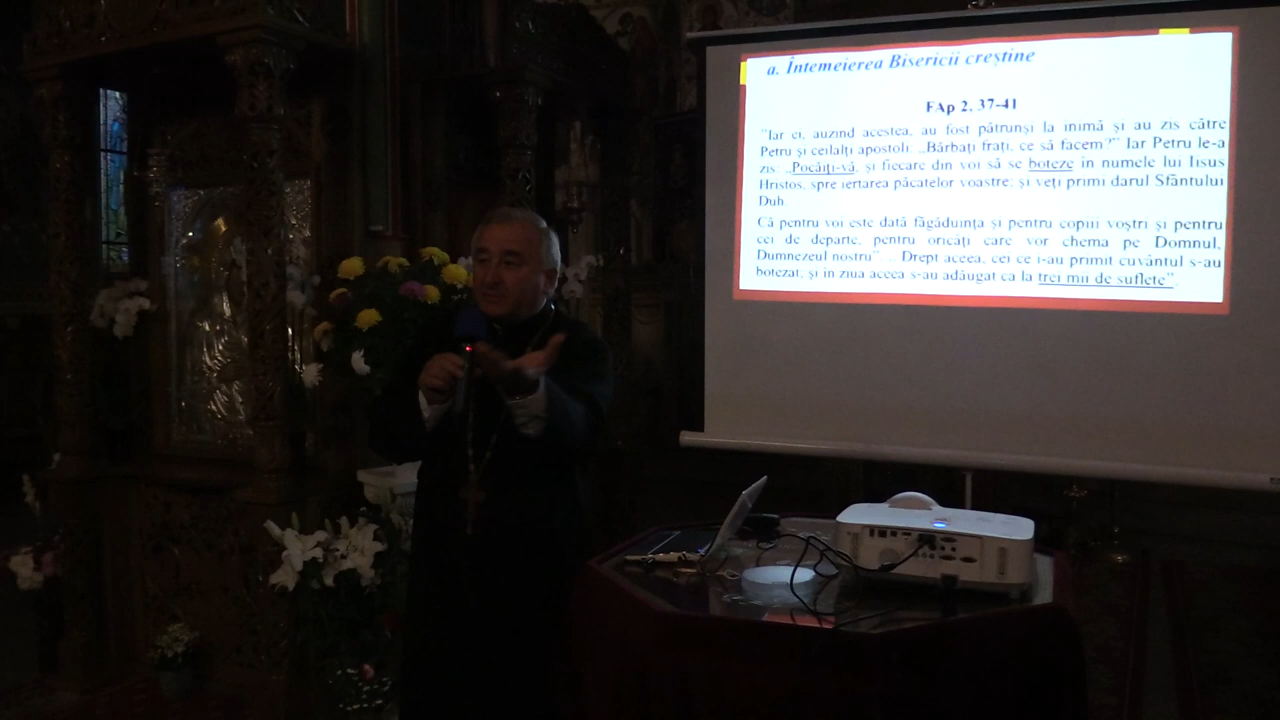 a. Întemeierea Bisericii creștine
FAp 2, 37-41
"Iar ei, auzind acestea, au fost pătrunși la inimă și au zis către
Petru și ceilalți apostoli: „Bărbați frați, ce să facem?" Iar Petru le-a
zis: „Pocăiți-vă, și fiecare din voi să se boteze în numele lui Iisus
Hristos, spre iertarea păcatelor voastre; și veți primi darul Sfântului
Duh.
Că pentru voi este dată făgăduința și pentru copiii voștri și pentru
cei de departe, pentru oricâți care vor chema pe Domnul,
Dumnezeul nostru"... Drept aceea, cei ce i-au primit cuvântul s-au
botezat; și în ziua aceea s-au adăugat ca la trei mii de suflete".